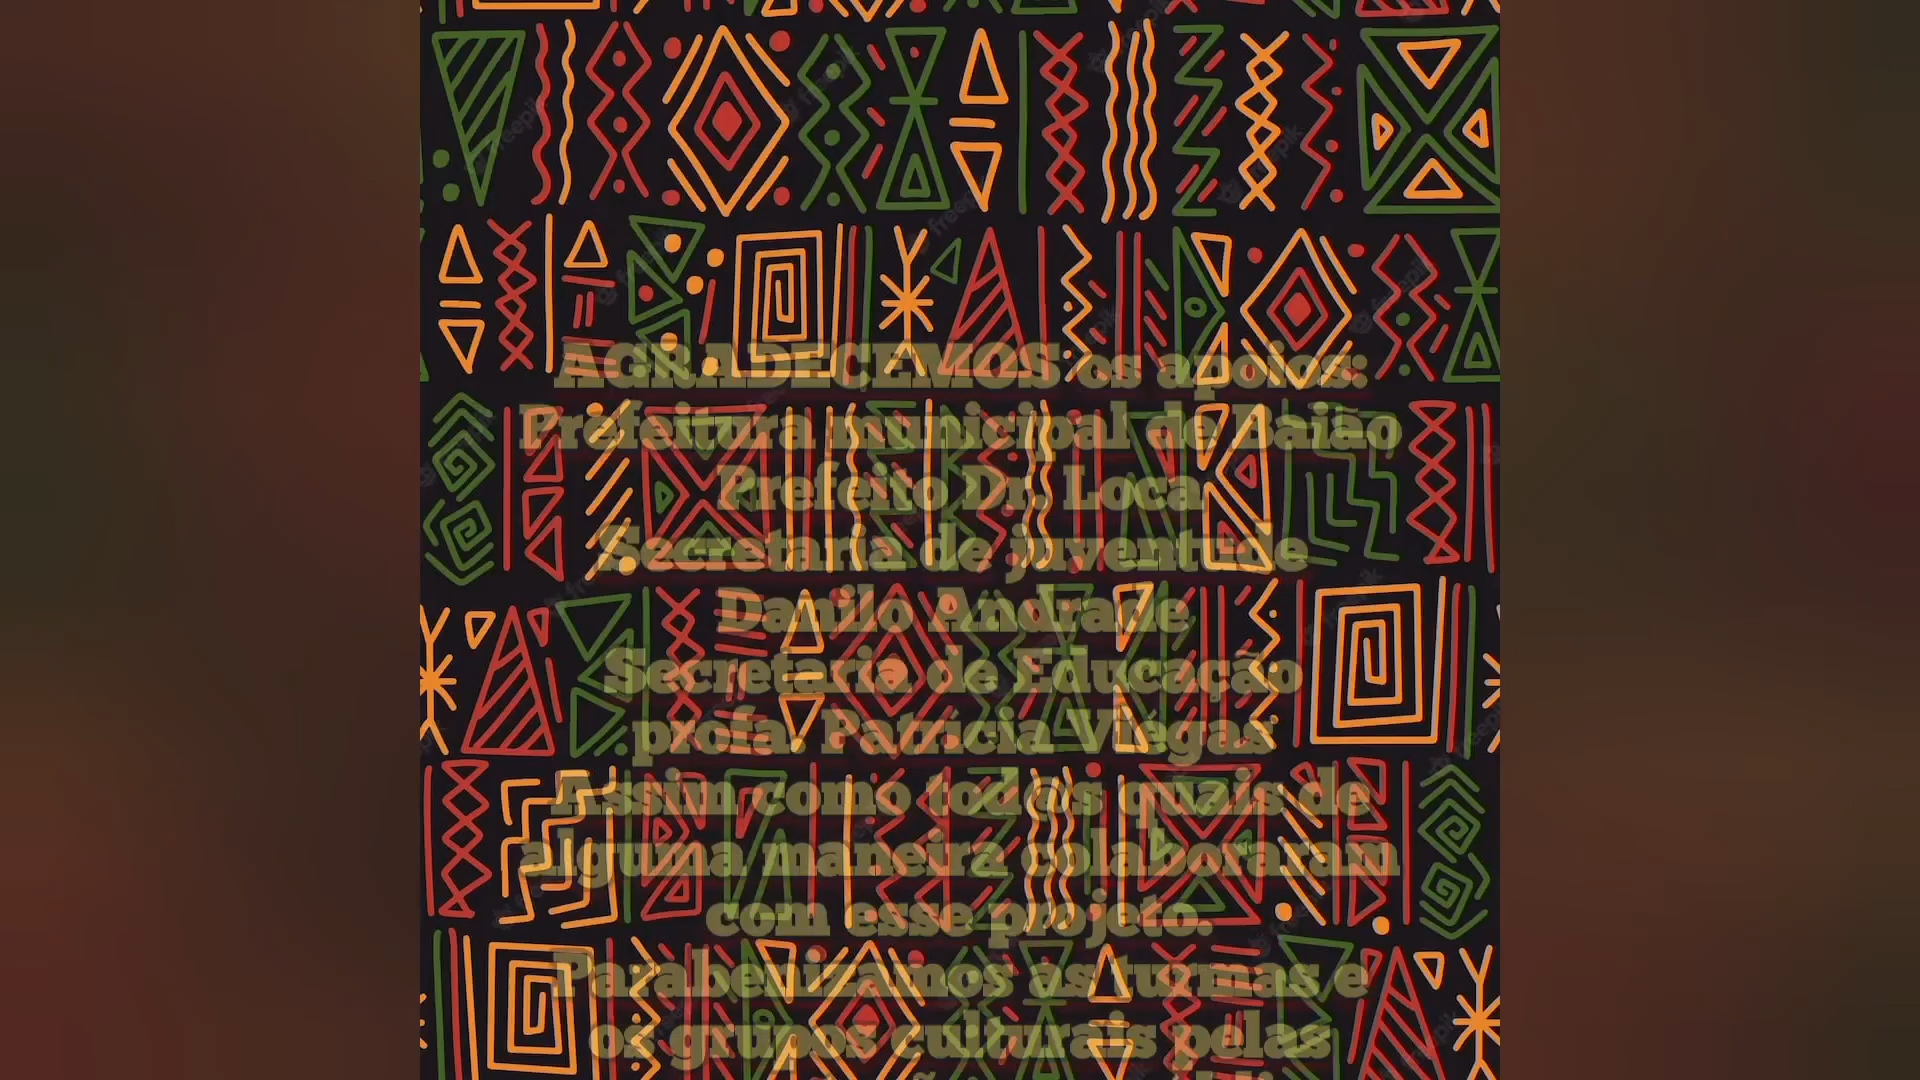 AGRADECEMOS os apoios:
Prefeitura municipal de Baião
Prefeito Dr. Loca
Secretaria de juventude
Danilo Andrade
Secretaria de Educação
profa. Patrícia Viegas
Assim como todos quais de
alguma maneira colaboraram
com esse projeto.
Parabenizamos as turmas e
os grupos culturais pelas